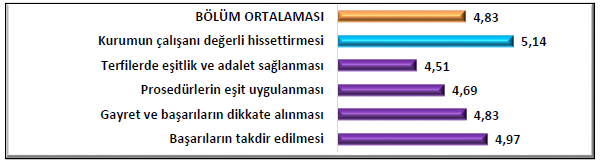 BÖLÜM ORTALAMASI 4,83
Kurumun çalışanı değerli hissettirmesi 5,14
Terfilerde eşitlik ve adalet sağlanması 4,51
Prosedürlerin eşit uygulanması 4,69
Gayret ve başarıların dikkate alınması 4,83
Başarıların takdir edilmesi 4,97